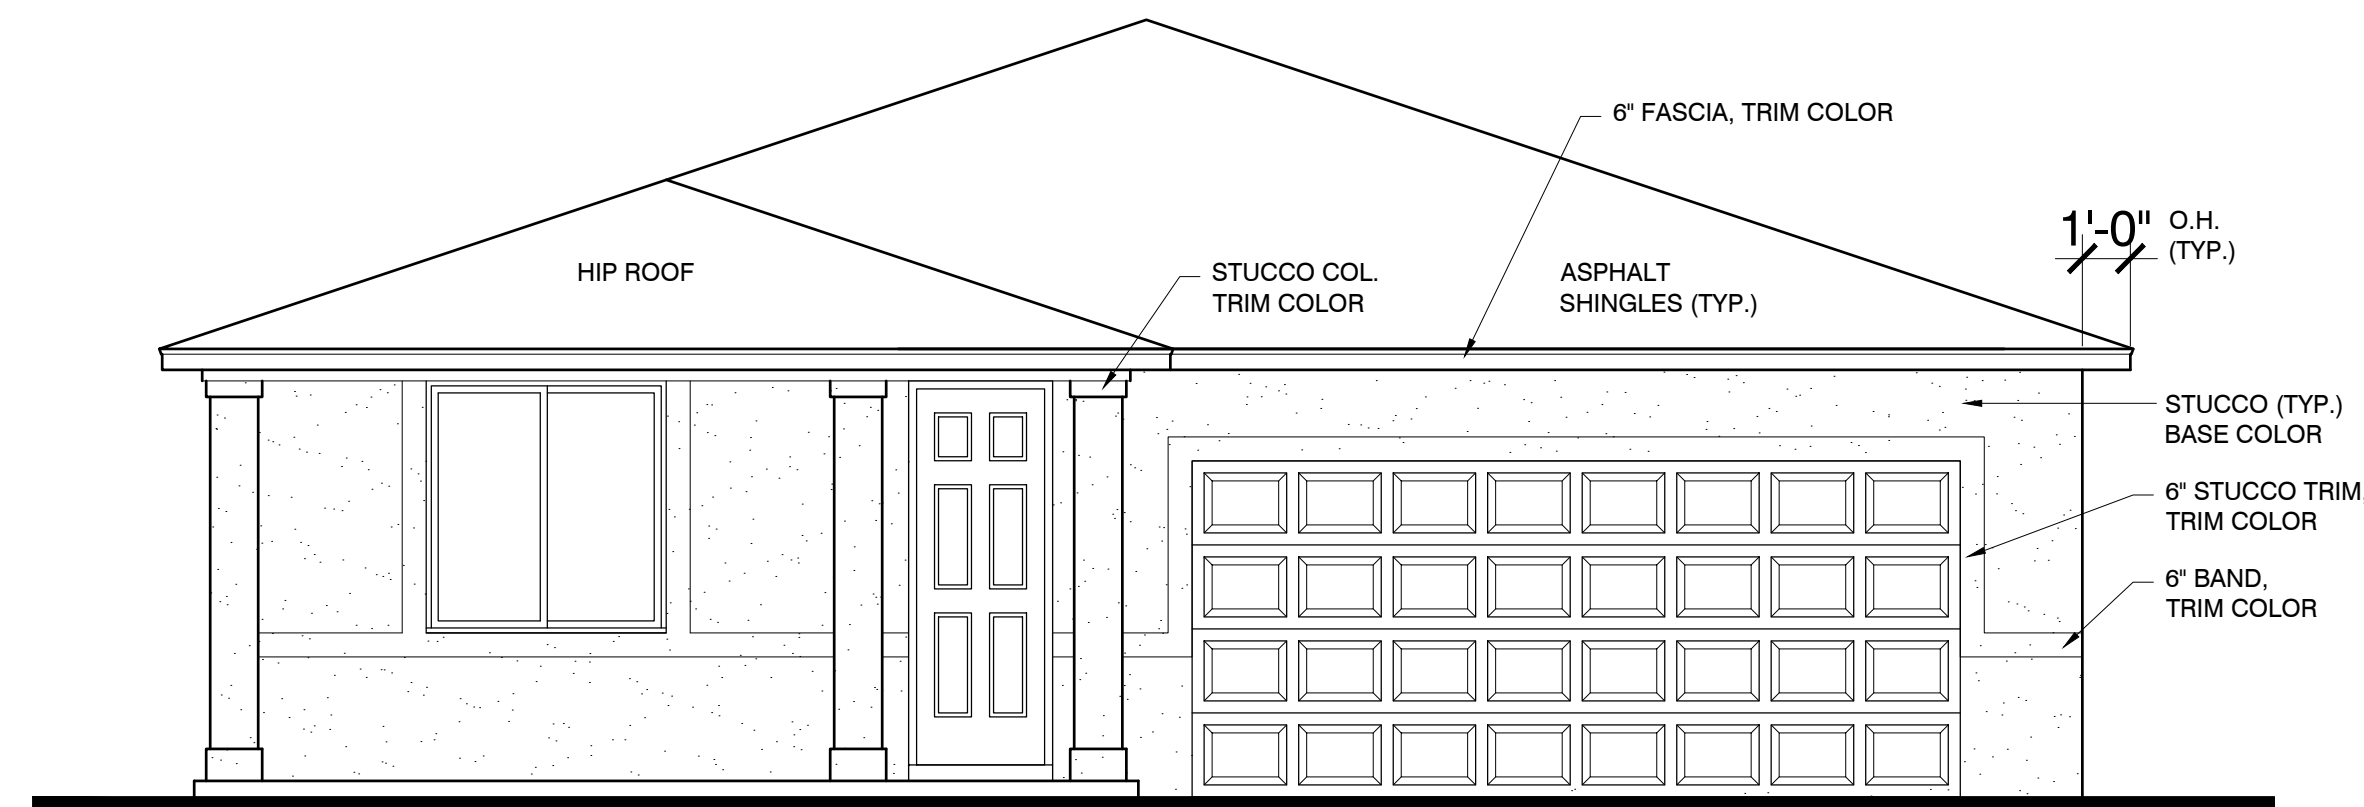 6" FASCIA, TRIM COLOR
1'-0"
O.H.
(TYP.)
HIP ROOF
STUCCO COL.
TRIM COLOR
ASPHALT
SHINGLES (TYP.)
STUCCO (TYP.)
BASE COLOR
6" STUCCO TRIM,
TRIM COLOR
6" BAND,
TRIM COLOR